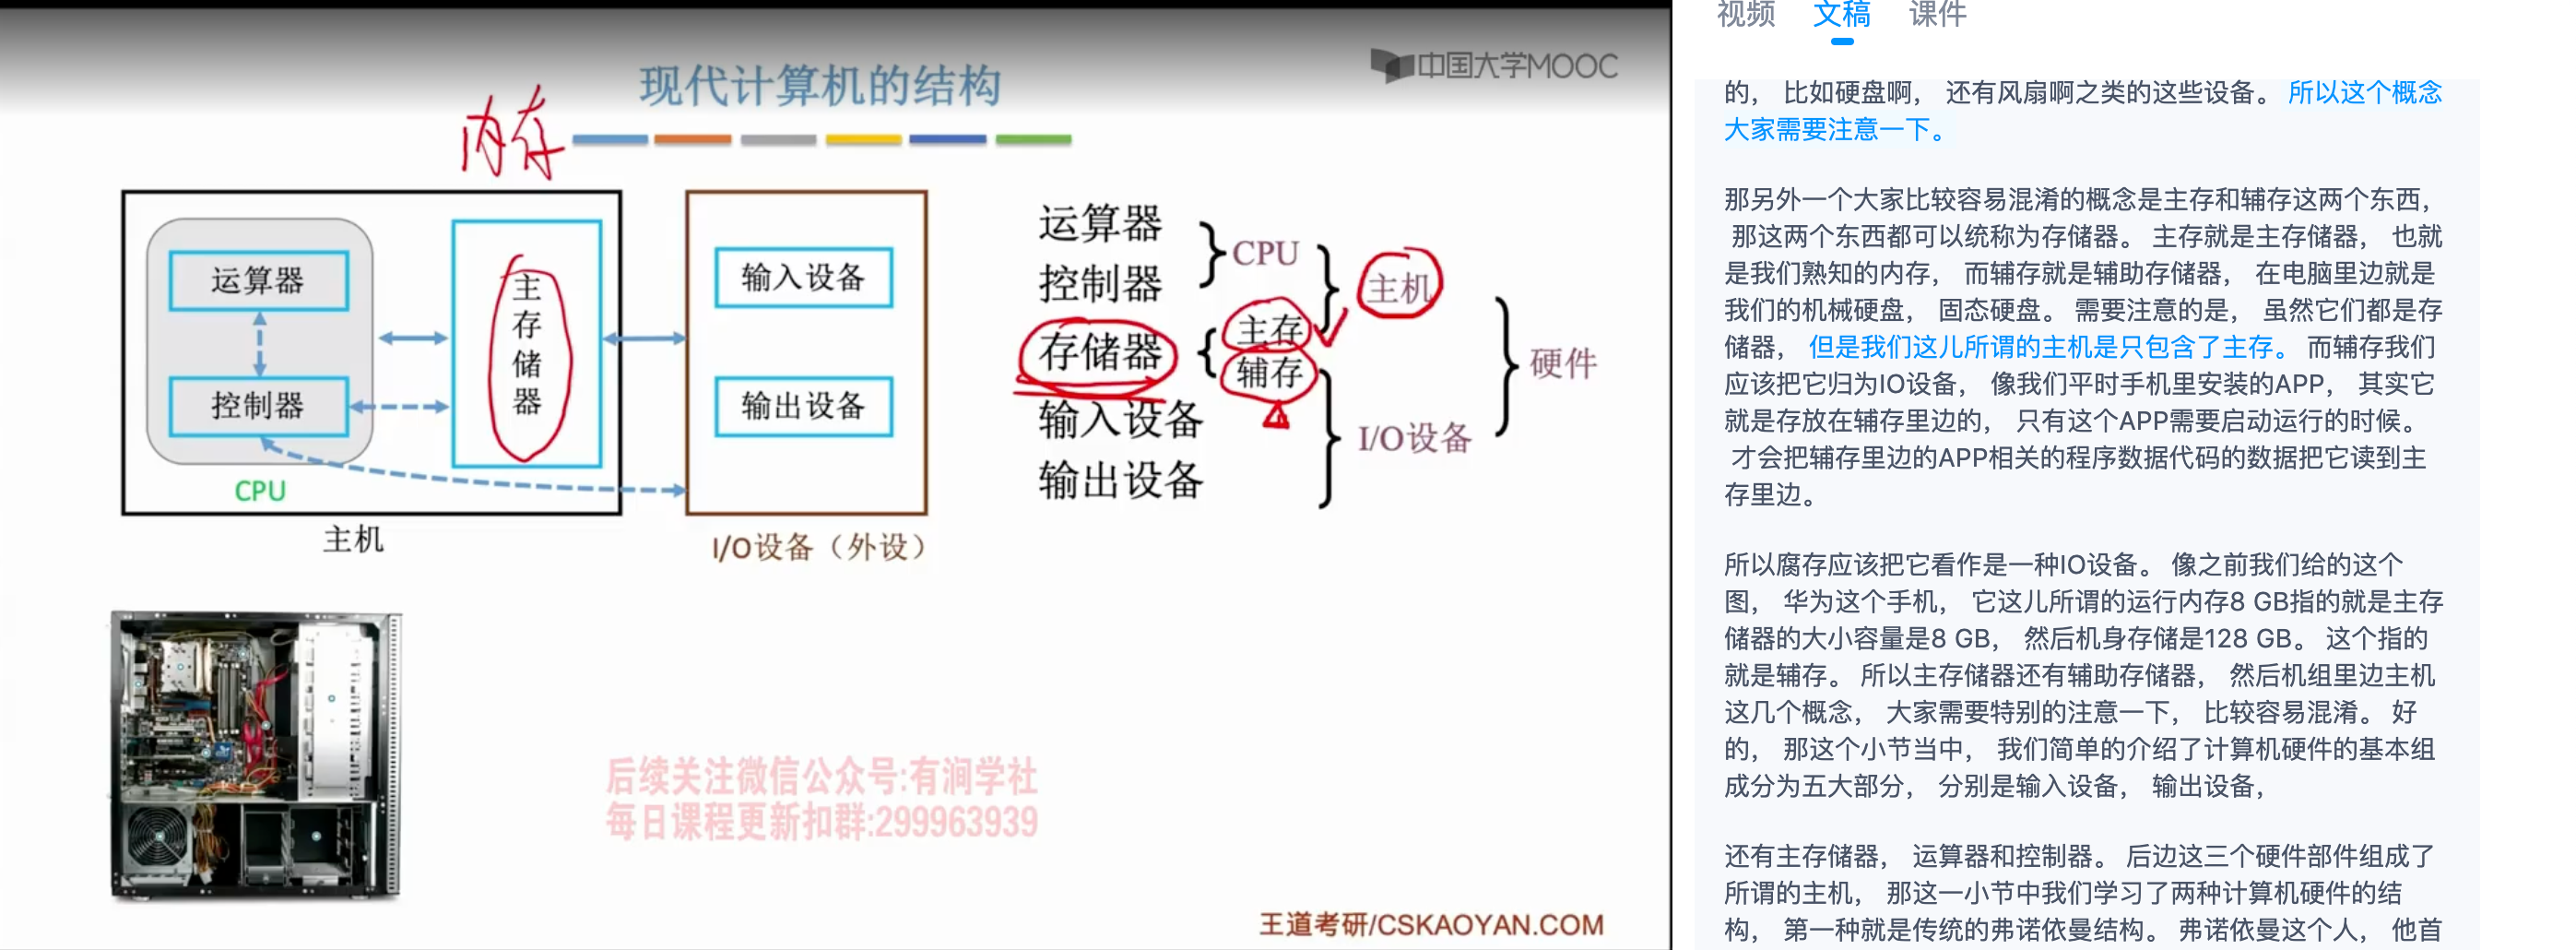 中国大学MOOC
现代计算机的结构
内存
运算器
控制器
CPU
主存储器
主机
输入设备
输出设备
I/O设备（外设）
运算器
控制器
CPU
存储器
主存
辅存
主机
输入设备
输出设备
I/O设备
硬件
后续关注微信公众号:有涧学社
每日课程更新扣群:299963939
王道考研/CSKAOYAN.COM
视频 文稿 课件
的， 比如硬盘啊， 还有风扇啊之类的这些设备。 所以这个概念
大家需要注意一下。
那另外一个大家比较容易混淆的概念是主存和辅存这两个东西，
那这两个东西都可以统称为存储器。 主存就是主存储器， 也就
是我们熟知的内存， 而辅存就是辅助存储器， 在电脑里边就是
我们的机械硬盘， 固态硬盘。 需要注意的是， 虽然它们都是存
储器， 但是我们这儿所谓的主机是只包含了主存。 而辅存我们
应该把它归为IO设备， 像我们平时手机里安装的APP， 其实它
就是存放在辅存里边的， 只有这个APP需要启动运行的时候。
才会把辅存里边的APP相关的程序数据代码的数据把它读到主
存里边。
所以腐存应该把它看作是一种IO设备。 像之前我们给的这个
图， 华为这个手机， 它这儿所谓的运行内存8 GB指的就是主存
储器的大小容量是8 GB， 然后机身存储是128 GB。 这个指的
就是辅存。 所以主存储器还有辅助存储器， 然后机组里边主机
这几个概念， 大家需要特别的注意一下， 比较容易混淆。 好
的， 那这个小节当中， 我们简单的介绍了计算机硬件的基本组
成分为五大部分， 分别是输入设备， 输出设备，
还有主存储器， 运算器和控制器。 后边这三个硬件部件组成了
所谓的主机， 那这一小节中我们学习了两种计算机硬件的结
构， 第一种就是传统的弗诺依曼结构。 弗诺依曼这个人， 他首